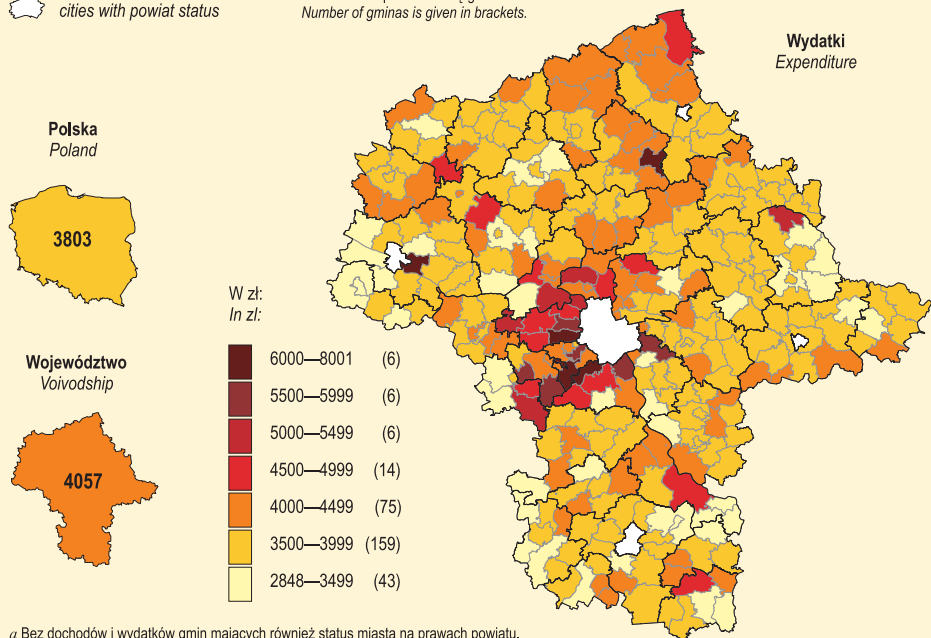 cities with powiat status
Number of gminas is given in brackets.
Wydatki
Expenditure
Polska
Poland
3803
Województwo
Voivodship
4057
W zł:
In zl:
6000—8001 (6)
5500—5999 (6)
5000—5499 (6)
4500—4999 (14)
4000—4499 (75)
3500—3999 (159)
2848—3499 (43)
a Bez dochodów i wydatków gmin mających również status miasta na prawach powiatu.